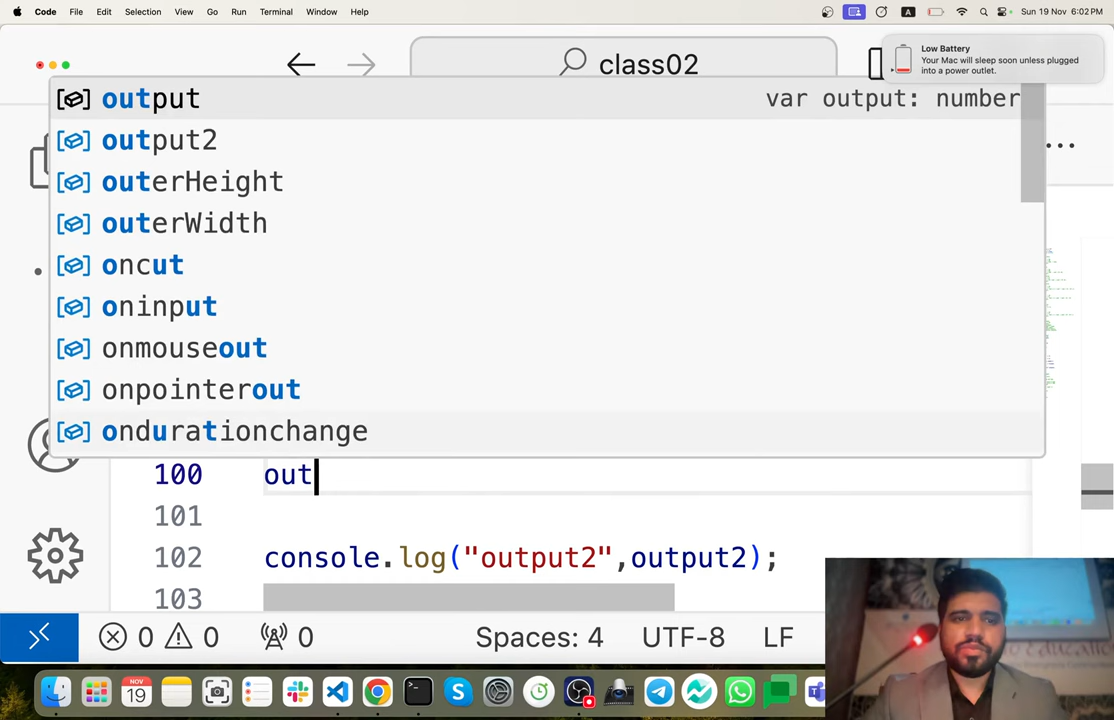 Code File Edit Selection View Go Run Terminal Window Help A Sun 19 Nov 6:02 PM
class02
Low Battery
Your Mac will sleep soon unless plugged
into a power outlet.
output var output: number
output2
outerHeight
outerWidth
oncut
oninput
onmouseout
onpointerout
ondurationchange
100 out
101
102 console.log("output2",output2);
103
0 0 0 Spaces: 4 UTF-8 LF
NOV
19